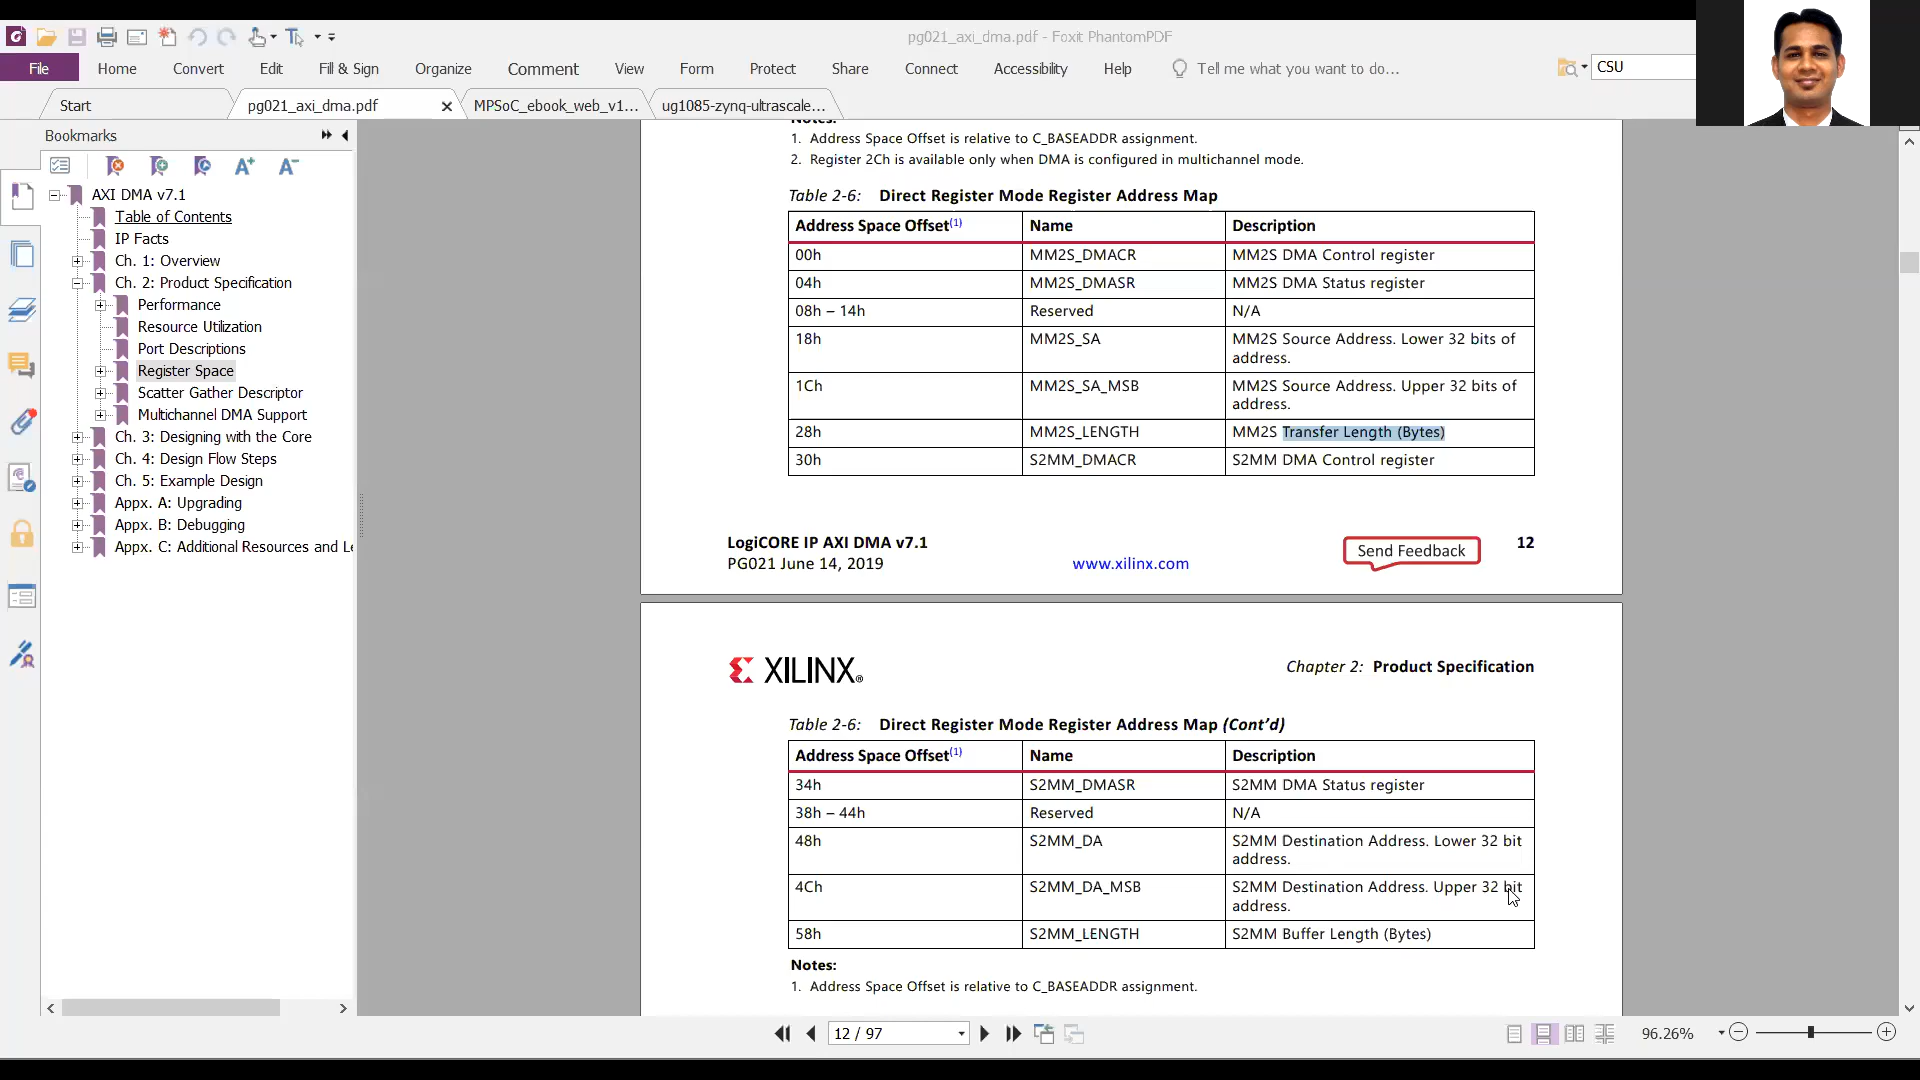 pg021_axi_dma.pdf - Foxit PhantomPDF
File Home Convert Edit Fill & Sign Organize Comment View Form Protect Share Connect Accessibility Help Tell me what you want to do... CSU
Start pg021_axi_dma.pdf MPSoC_ebook_web_v1... ug1085-zynq-ultrascale...
Bookmarks
AXI DMA v7.1
Table of Contents
IP Facts
Ch. 1: Overview
Ch. 2: Product Specification
Performance
Resource Utilization
Port Descriptions
Register Space
Scatter Gather Descriptor
Multichannel DMA Support
Ch. 3: Designing with the Core
Ch. 4: Design Flow Steps
Ch. 5: Example Design
Appx. A: Upgrading
Appx. B: Debugging
Appx. C: Additional Resources and Le
Notes:
1. Address Space Offset is relative to C_BASEADDR assignment.
2. Register 2Ch is available only when DMA is configured in multichannel mode.
Table 2-6: Direct Register Mode Register Address Map
Address Space Offset(1) Name Description
00h MM2S_DMACR MM2S DMA Control register
04h MM2S_DMASR MM2S DMA Status register
08h – 14h Reserved N/A
18h MM2S_SA MM2S Source Address. Lower 32 bits of
address.
1Ch MM2S_SA_MSB MM2S Source Address. Upper 32 bits of
address.
28h MM2S_LENGTH MM2S Transfer Length (Bytes)
30h S2MM_DMACR S2MM DMA Control register
LogiCORE IP AXI DMA v7.1 Send Feedback 12
PG021 June 14, 2019 www.xilinx.com
XILINX® Chapter 2: Product Specification
Table 2-6: Direct Register Mode Register Address Map (Cont’d)
Address Space Offset(1) Name Description
34h S2MM_DMASR S2MM DMA Status register
38h – 44h Reserved N/A
48h S2MM_DA S2MM Destination Address. Lower 32 bit
address.
4Ch S2MM_DA_MSB S2MM Destination Address. Upper 32 bit
address.
58h S2MM_LENGTH S2MM Buffer Length (Bytes)
Notes:
1. Address Space Offset is relative to C_BASEADDR assignment.
12 / 97 96.26%